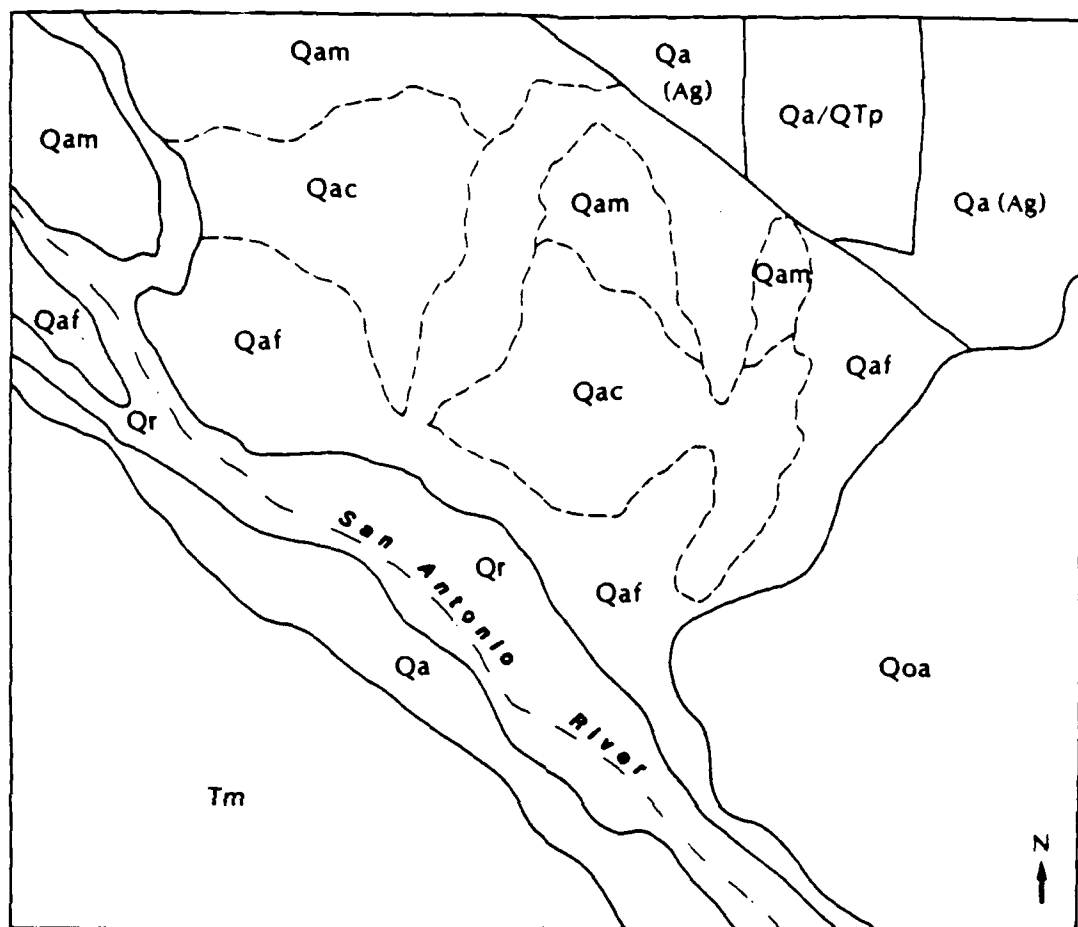 Qam
Qa
(Ag)
Qa/QTp
Qam
Qac
Qam
Qa (Ag)
Qam
Qaf
Qaf
Qaf
Qac
Qr
San Antonio River
Qr
Qaf
Qa
Qoa
Tm
N